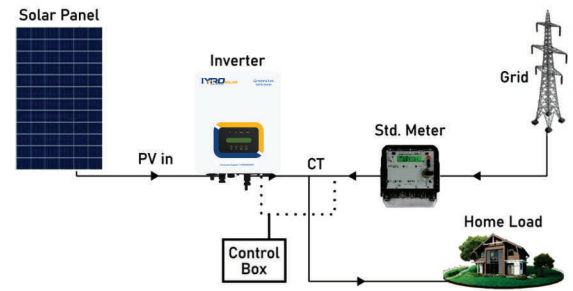 Solar Panel
Inverter
Grid
Std. Meter
PV in
CT
Control
Box
Home Load